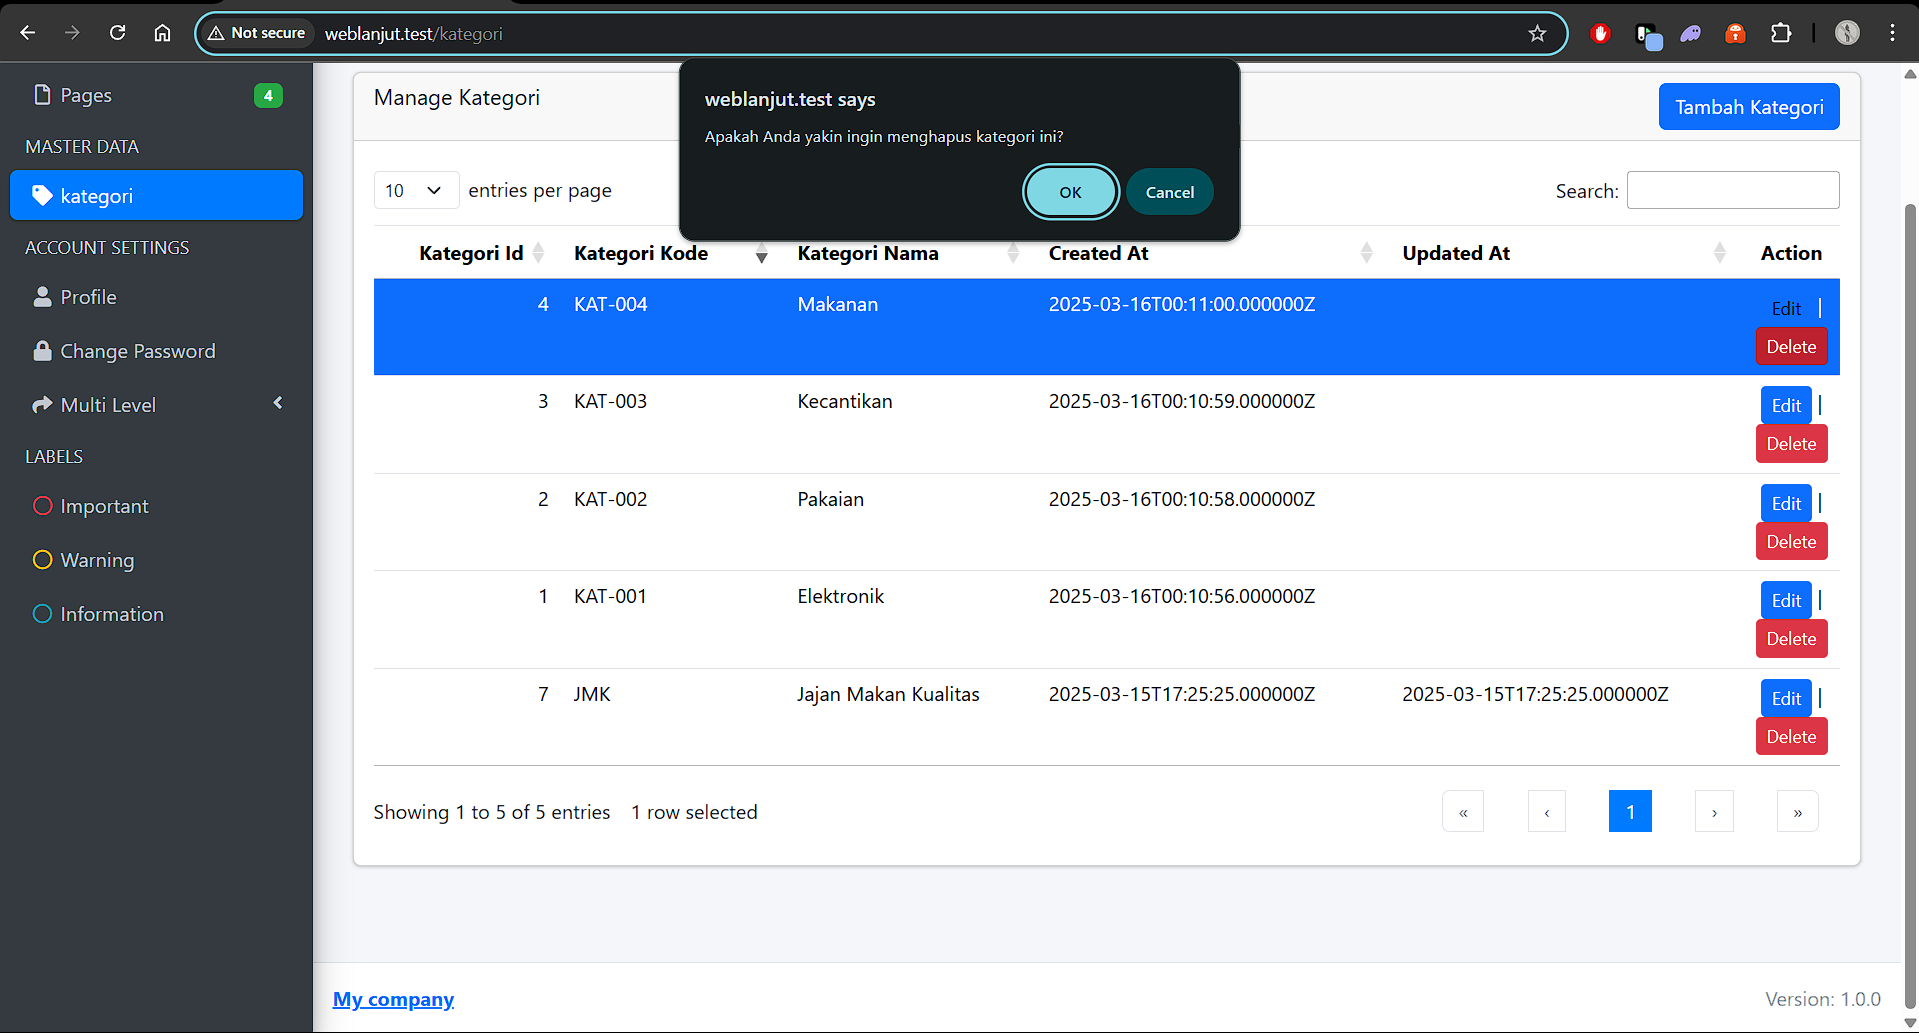 Not secure weblanjut.test/kategori
Pages 4
MASTER DATA
kategori
ACCOUNT SETTINGS
Profile
Change Password
Multi Level
LABELS
Important
Warning
Information
Manage Kategori
Tambah Kategori
weblanjut.test says
Apakah Anda yakin ingin menghapus kategori ini?
OK Cancel
10 entries per page
Search:
Kategori Id Kategori Kode Kategori Nama Created At Updated At Action
4 KAT-004 Makanan 2025-03-16T00:11:00.000000Z Edit |
Delete
3 KAT-003 Kecantikan 2025-03-16T00:10:59.000000Z Edit |
Delete
2 KAT-002 Pakaian 2025-03-16T00:10:58.000000Z Edit |
Delete
1 KAT-001 Elektronik 2025-03-16T00:10:56.000000Z Edit |
Delete
7 JMK Jajan Makan Kualitas 2025-03-15T17:25:25.000000Z 2025-03-15T17:25:25.000000Z Edit |
Delete
Showing 1 to 5 of 5 entries 1 row selected
« ‹ 1 › »
My company
Version: 1.0.0